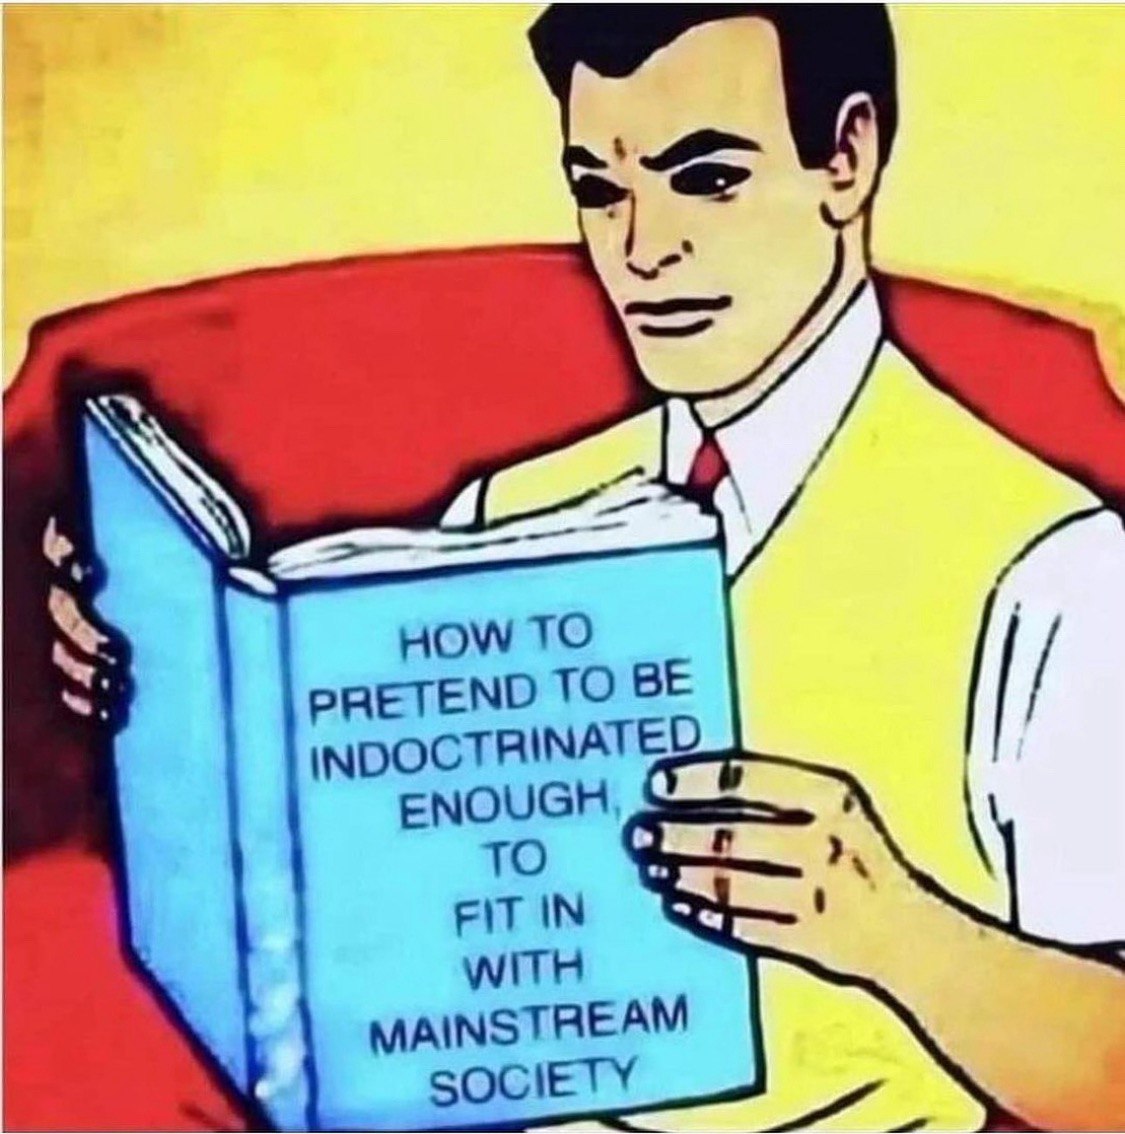 HOW TO
PRETEND TO BE
INDOCTRINATED
ENOUGH,
TO
FIT IN
WITH
MAINSTREAM
SOCIETY